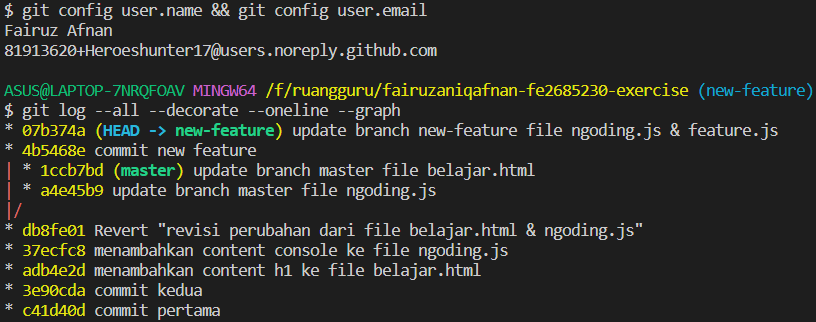 $ git config user.name && git config user.email
Fairuz Afnan
81913620+Heroeshunter17@users.noreply.github.com
ASUS@LAPTOP-7NRQFOAV MINGW64 /f/ruangguru/fairuzaniqafnan-fe2685230-exercise (new-feature)
$ git log --all --decorate --oneline --graph
* 07b374a (HEAD -> new-feature) update branch new-feature file ngoding.js & feature.js
* 4b5468e commit new feature
| * 1ccb7bd (master) update branch master file belajar.html
| * a4e45b9 update branch master file ngoding.js
|/
* db8fe01 Revert "revisi perubahan dari file belajar.html & ngoding.js"
* 37ecfc8 menambahkan content console ke file ngoding.js
* adb4e2d menambahkan content h1 ke file belajar.html
* 3e90cda commit kedua
* c41d40d commit pertama